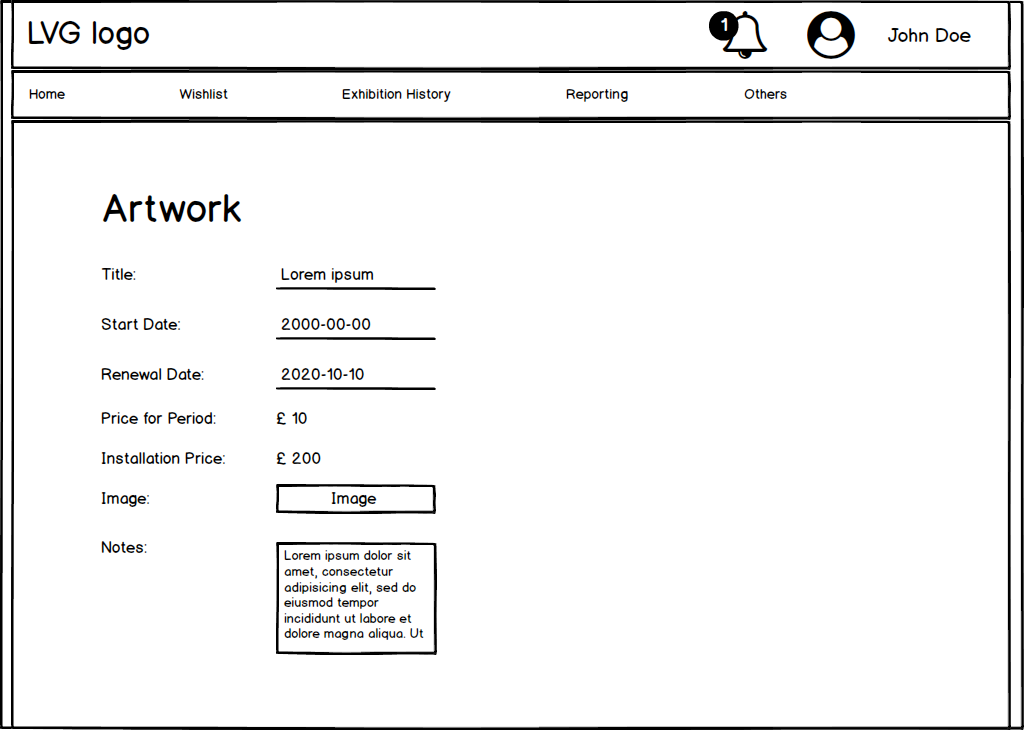 LVG logo
1
John Doe
Home Wishlist Exhibition History Reporting Others
Artwork
Title: Lorem ipsum
Start Date: 2000-00-00
Renewal Date: 2020-10-10
Price for Period: £ 10
Installation Price: £ 200
Image: Image
Notes:
Lorem ipsum dolor sit
amet, consectetur
adipisicing elit, sed do
eiusmod tempor
incididunt ut labore et
dolore magna aliqua. Ut